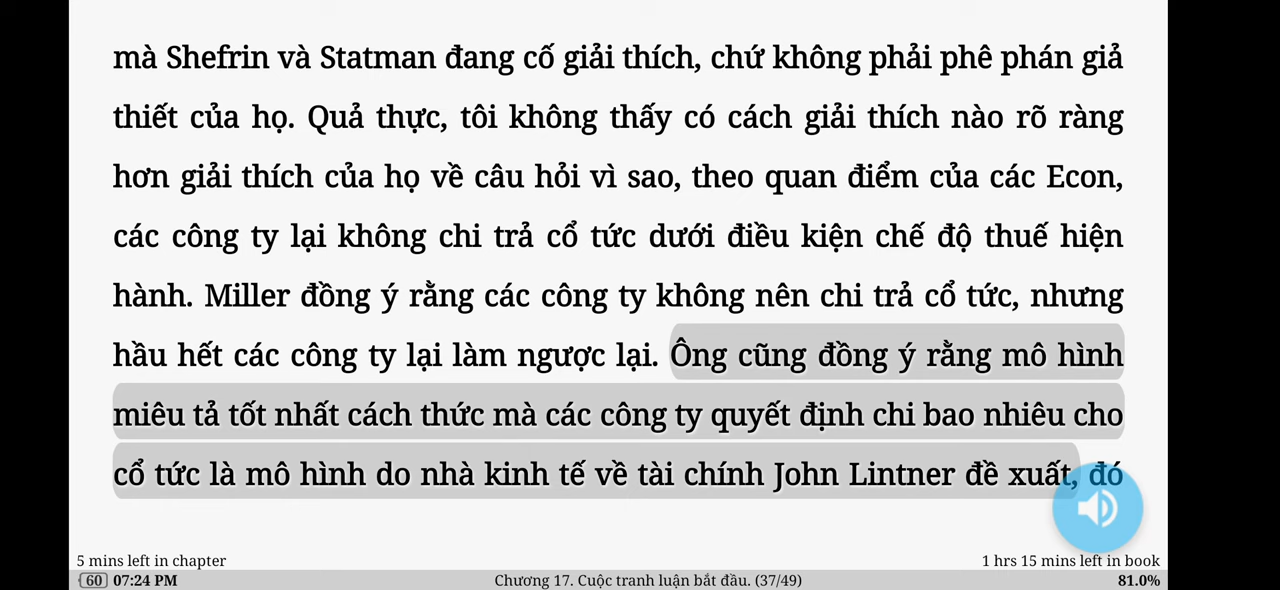 mà Shefrin và Statman đang cố giải thích, chứ không phải phê phán giả
thiết của họ. Quả thực, tôi không thấy có cách giải thích nào rõ ràng
hơn giải thích của họ về câu hỏi vì sao, theo quan điểm của các Econ,
các công ty lại không chi trả cổ tức dưới điều kiện chế độ thuế hiện
hành. Miller đồng ý rằng các công ty không nên chi trả cổ tức, nhưng
hầu hết các công ty lại làm ngược lại. Ông cũng đồng ý rằng mô hình
miêu tả tốt nhất cách thức mà các công ty quyết định chi bao nhiêu cho
cổ tức là mô hình do nhà kinh tế về tài chính John Lintner đề xuất, đó
5 mins left in chapter 1 hrs 15 mins left in book
60 07:24 PM Chương 17. Cuộc tranh luận bắt đầu. (37/49) 81.0%